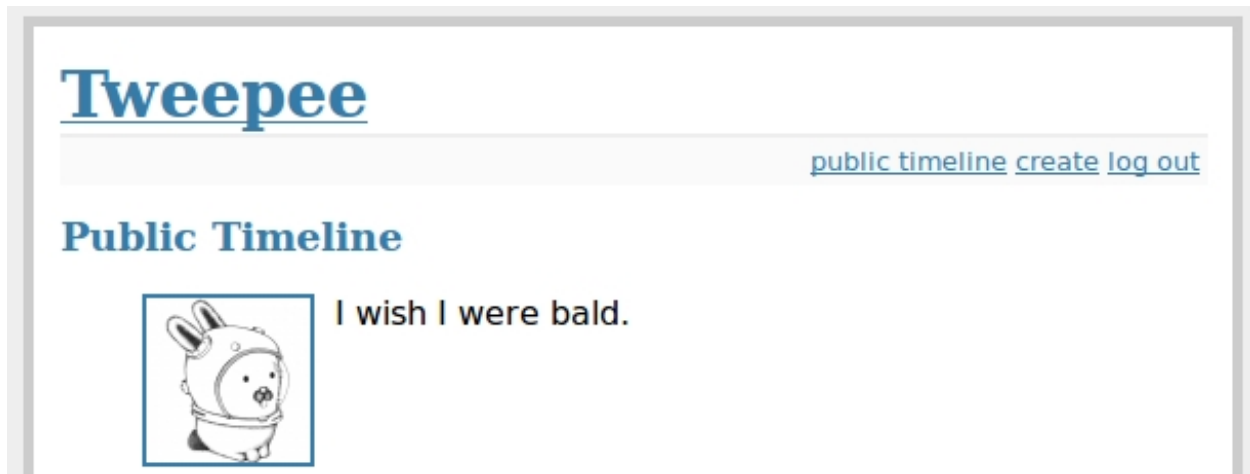 Tweepee
public timeline create log out
Public Timeline
I wish I were bald.